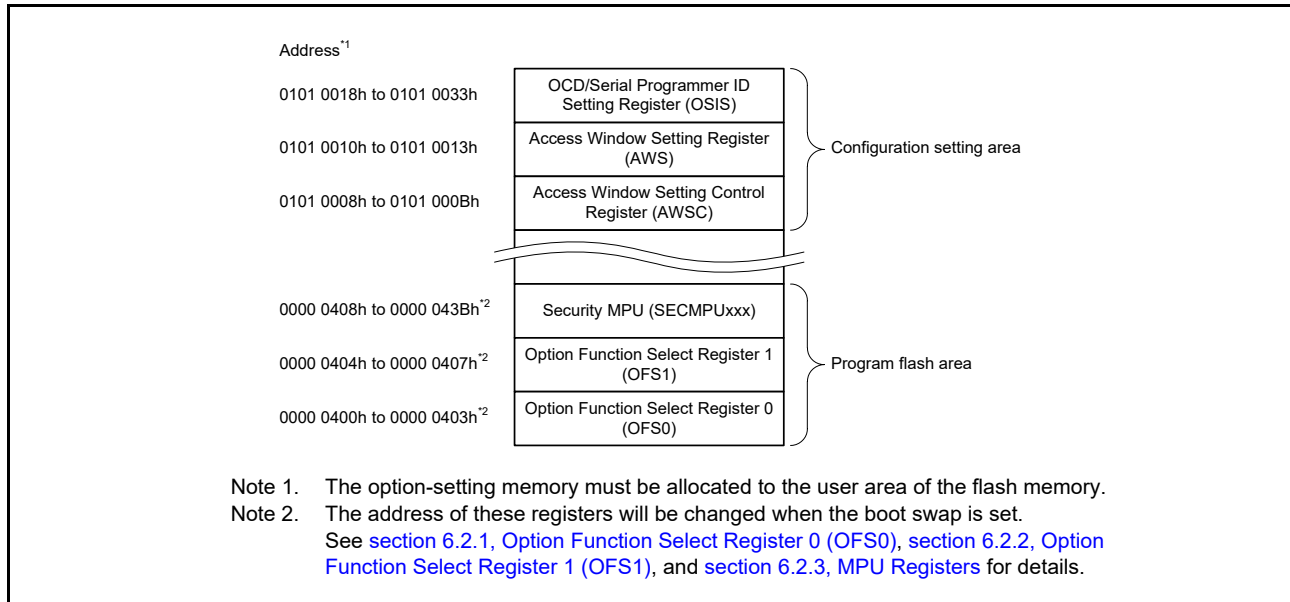 Address*1
0101 0018h to 0101 0033h
OCD/Serial Programmer ID
Setting Register (OSIS)
0101 0010h to 0101 0013h
Access Window Setting Register
(AWS)
Configuration setting area
0101 0008h to 0101 000Bh
Access Window Setting Control
Register (AWSC)
0000 0408h to 0000 043Bh*2
Security MPU (SECMPUxxx)
0000 0404h to 0000 0407h*2
Option Function Select Register 1
(OFS1)
Program flash area
0000 0400h to 0000 0403h*2
Option Function Select Register 0
(OFS0)
Note 1. The option-setting memory must be allocated to the user area of the flash memory.
Note 2. The address of these registers will be changed when the boot swap is set.
See section 6.2.1, Option Function Select Register 0 (OFS0), section 6.2.2, Option
Function Select Register 1 (OFS1), and section 6.2.3, MPU Registers for details.